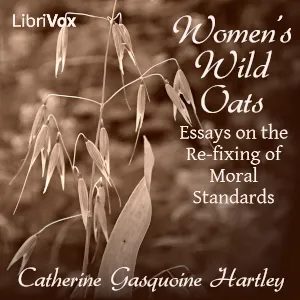 LibriVox
Women's
Wild
Oats
Essays on the
Re-fixing of
Moral
Standards
Catherine Gasquoine Hartley